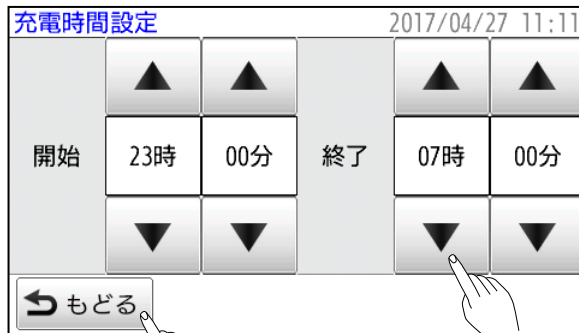 充電時間設定 2017/04/27 11:11
開始 23時 00分 終了 07時 00分
もどる